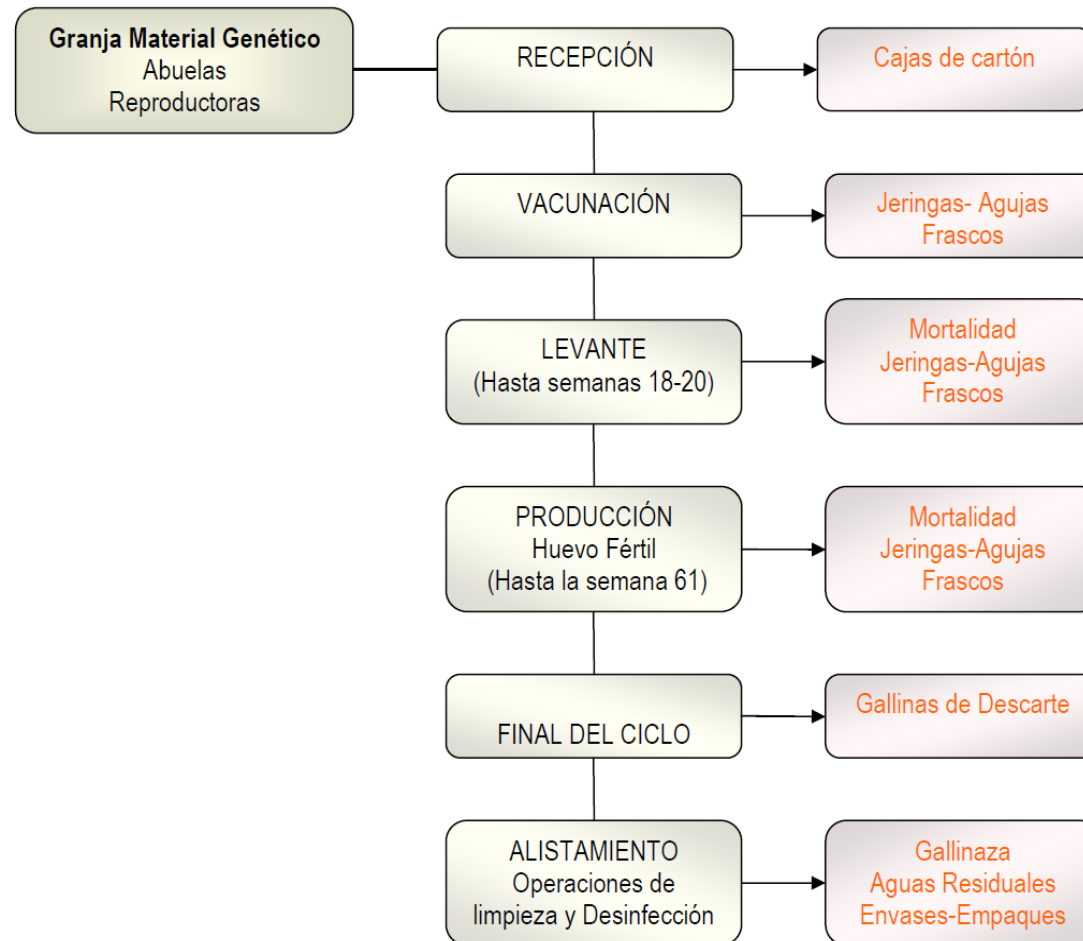 Granja Material Genético
Abuelas
Reproductoras
RECEPCIÓN
Cajas de cartón
VACUNACIÓN
Jeringas- Agujas
Frascos
LEVANTE
(Hasta semanas 18-20)
Mortalidad
Jeringas-Agujas
Frascos
PRODUCCIÓN
Huevo Fértil
(Hasta la semana 61)
Mortalidad
Jeringas-Agujas
Frascos
FINAL DEL CICLO
Gallinas de Descarte
ALISTAMIENTO
Operaciones de
limpieza y Desinfección
Gallinaza
Aguas Residuales
Envases-Empaques